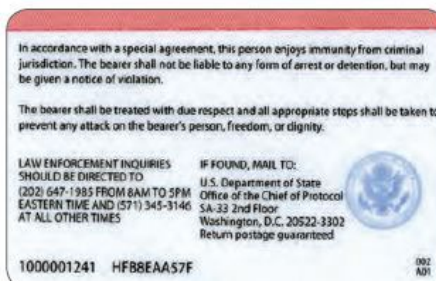 In accordance with a special agreement, this person enjoys immunity from criminal
jurisdiction. The bearer shall not be liable to any form of arrest or detention, but may
be given a notice of violation.
The bearer shall be treated with due respect and all appropriate steps shall be taken to
prevent any attack on the bearer's person, freedom, or dignity.
LAW ENFORCEMENT INQUIRIES
SHOULD BE DIRECTED TO
(202) 647-1985 FROM 8AM TO 5PM
EASTERN TIME AND (571) 345-3146
AT ALL OTHER TIMES
IF FOUND, MAIL TO:
U.S. Department of State
Office of the Chief of Protocol
SA-33 2nd Floor
Washington, D.C. 20522-3302
Return postage guaranteed
1000001241 HFB8EAA57F
002
A01